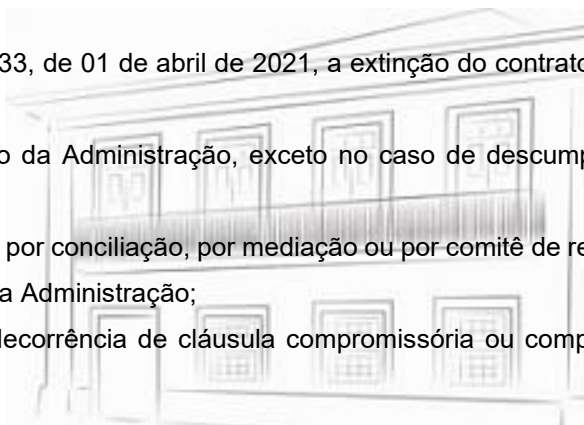 33, de 01 de abril de 2021, a extinção do contrato
o da Administração, exceto no caso de descump
por conciliação, por mediação ou por comitê de re
a Administração;
lecorrência de cláusula compromissória ou comp